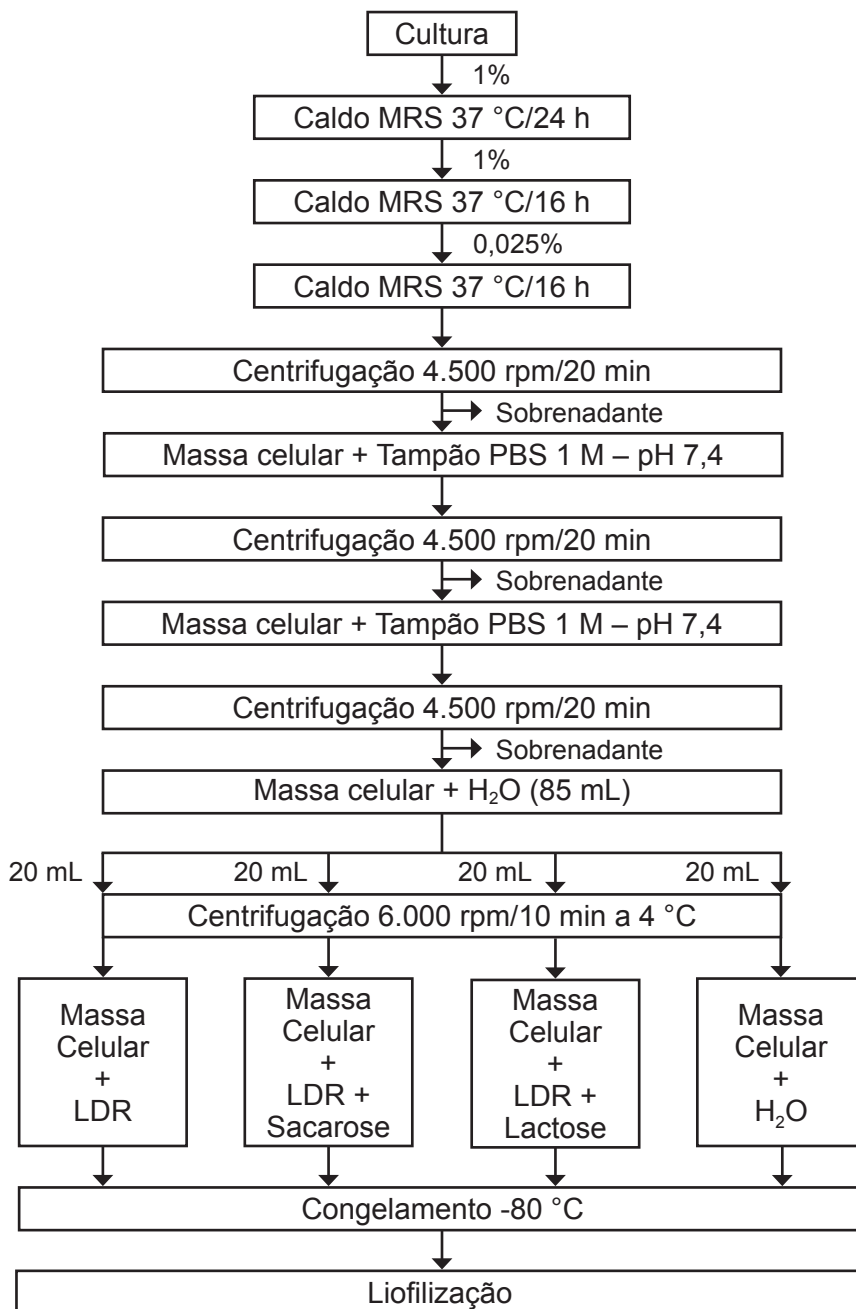 Cultura
1%
Caldo MRS 37 °C/24 h
1%
Caldo MRS 37 °C/16 h
0,025%
Caldo MRS 37 °C/16 h
Centrifugação 4.500 rpm/20 min
Sobrenadante
Massa celular + Tampão PBS 1 M – pH 7,4
Centrifugação 4.500 rpm/20 min
Sobrenadante
Massa celular + Tampão PBS 1 M – pH 7,4
Centrifugação 4.500 rpm/20 min
Sobrenadante
Massa celular + H₂O (85 mL)
20 mL 20 mL 20 mL 20 mL
Centrifugação 6.000 rpm/10 min a 4 °C
Massa
Celular
+
LDR
Massa
Celular
+
LDR +
Sacarose
Massa
Celular
+
LDR +
Lactose
Massa
Celular
+
H₂O
Congelamento -80 °C
Liofilização